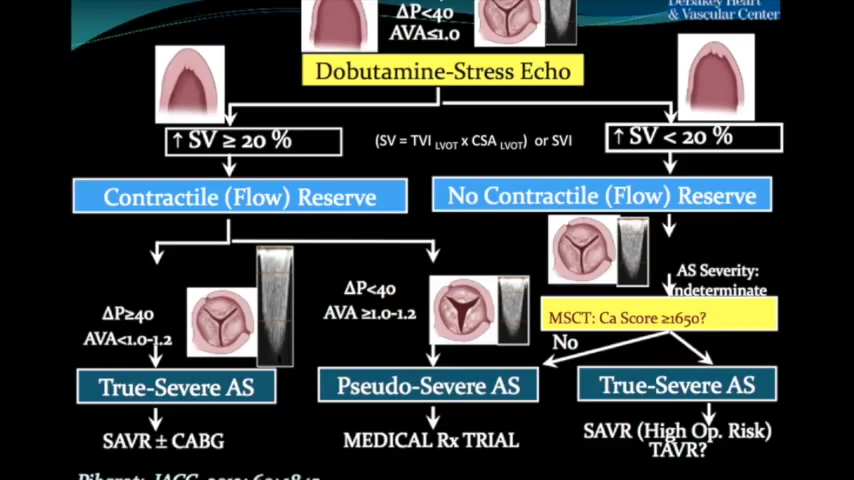 DeBakey Heart
& Vascular Center
ΔP<40
AVA≤1.0
Dobutamine-Stress Echo
↑ SV ≥ 20 %
(SV = TVI LVOT x CSA LVOT) or SVI
↑ SV < 20 %
Contractile (Flow) Reserve
No Contractile (Flow) Reserve
AS Severity:
ndeterminate
ΔP≥40
AVA<1.0-1.2
ΔP<40
AVA ≥1.0-1.2
MSCT: Ca Score ≥1650?
No
True-Severe AS
Pseudo-Severe AS
True-Severe AS
SAVR ± CABG
MEDICAL Rx TRIAL
SAVR (High Op. Risk)
TAVR?
Pibarot: JACC